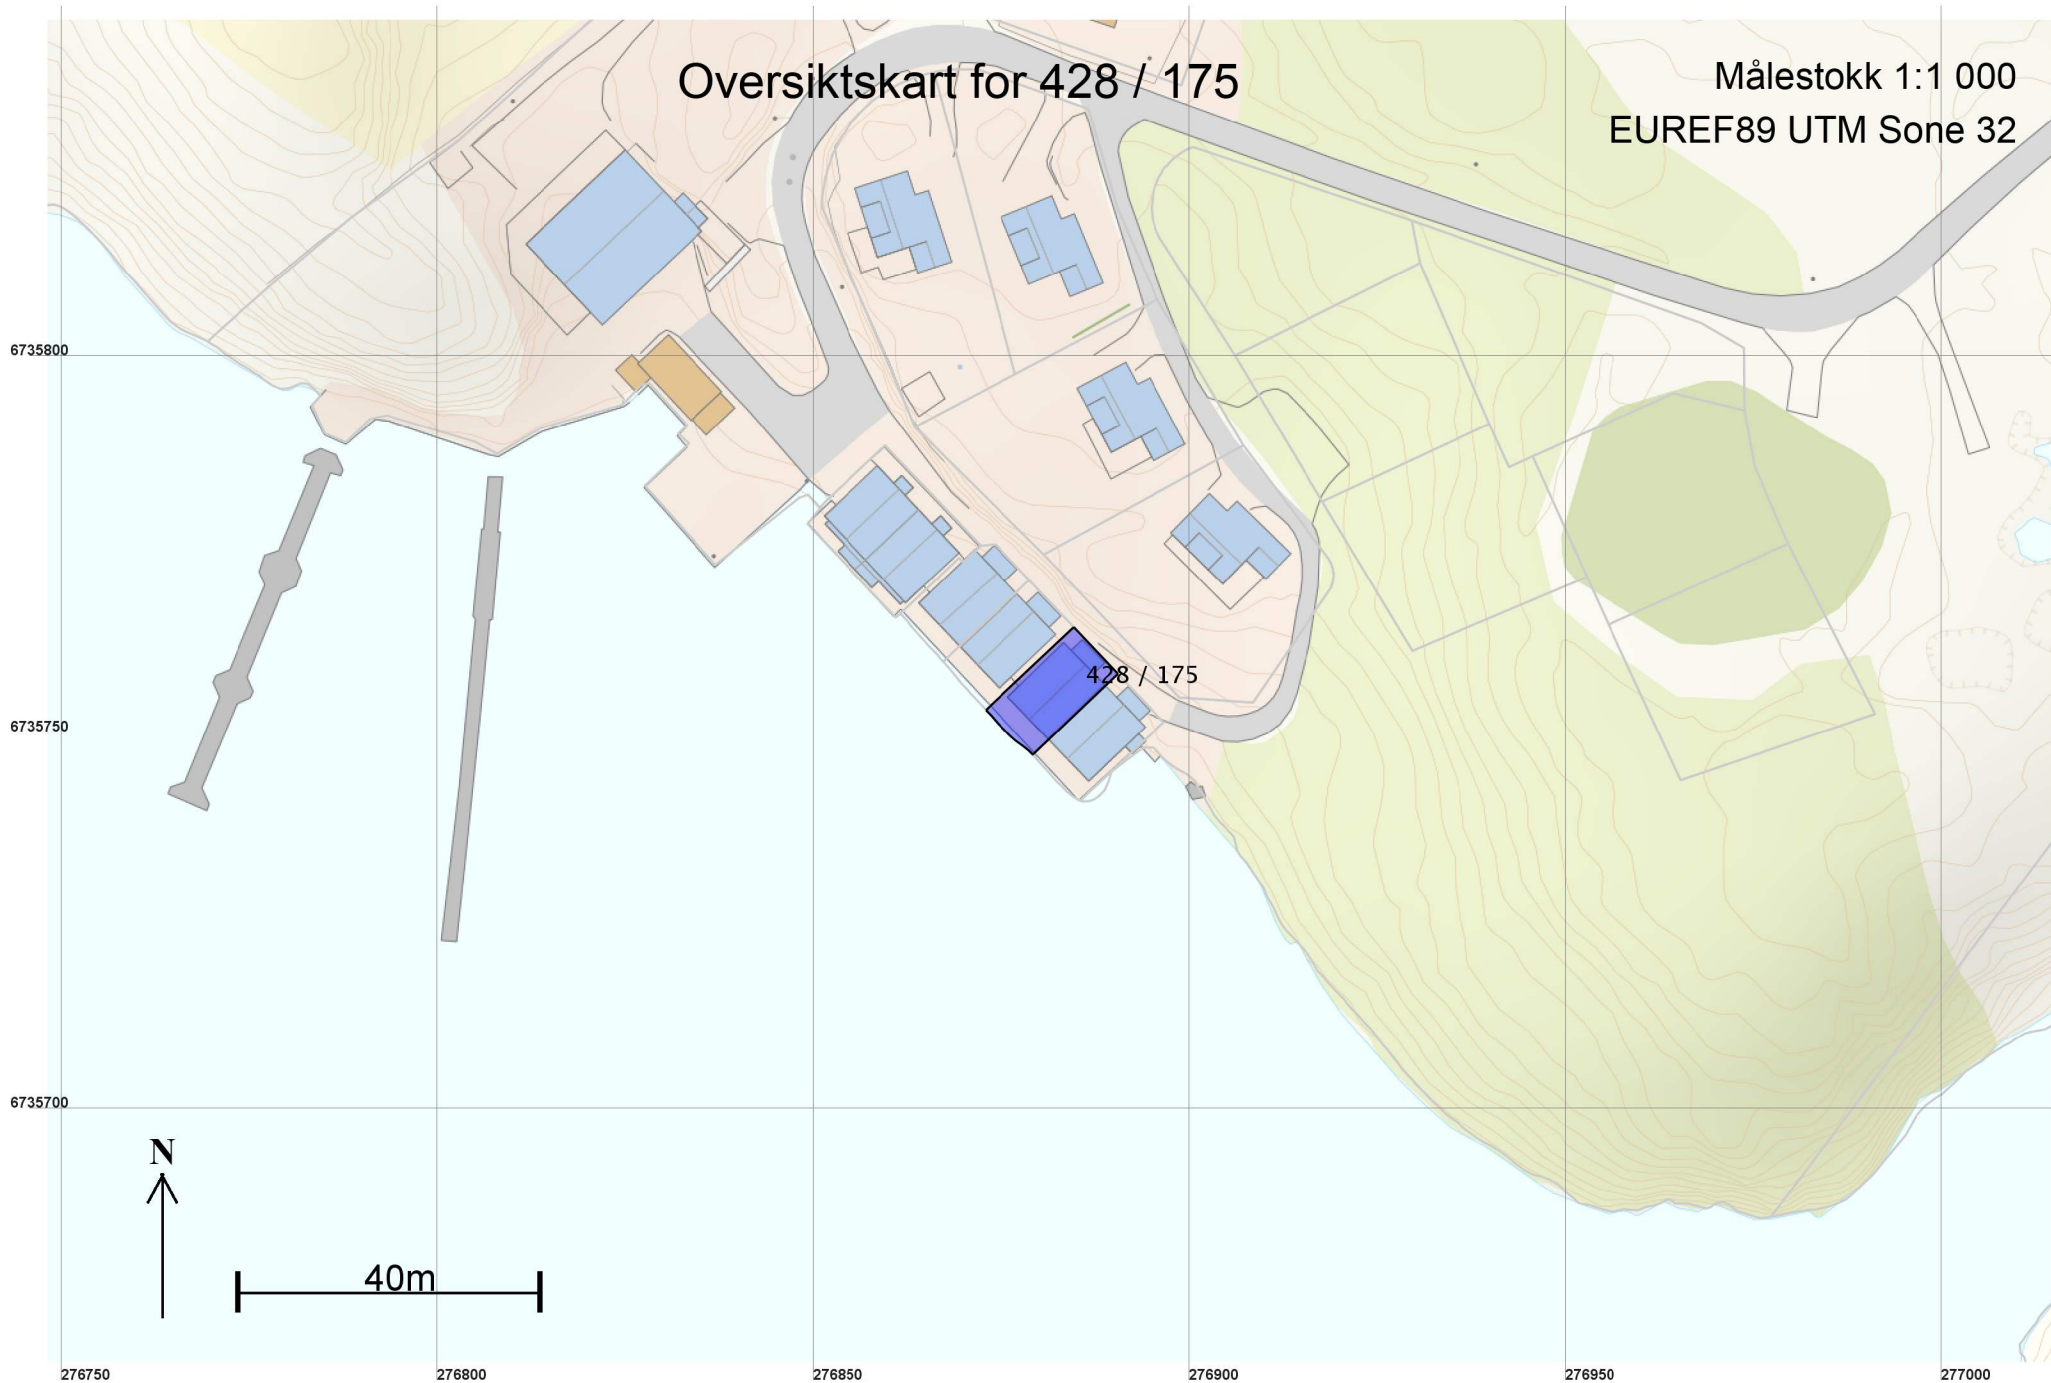 Oversiktskart for 428 / 175
Målestokk 1:1 000
EUREF89 UTM Sone 32
6735800
428 / 175
6735750
6735700
N
40m
276750
276800
276850
276900
276950
277000